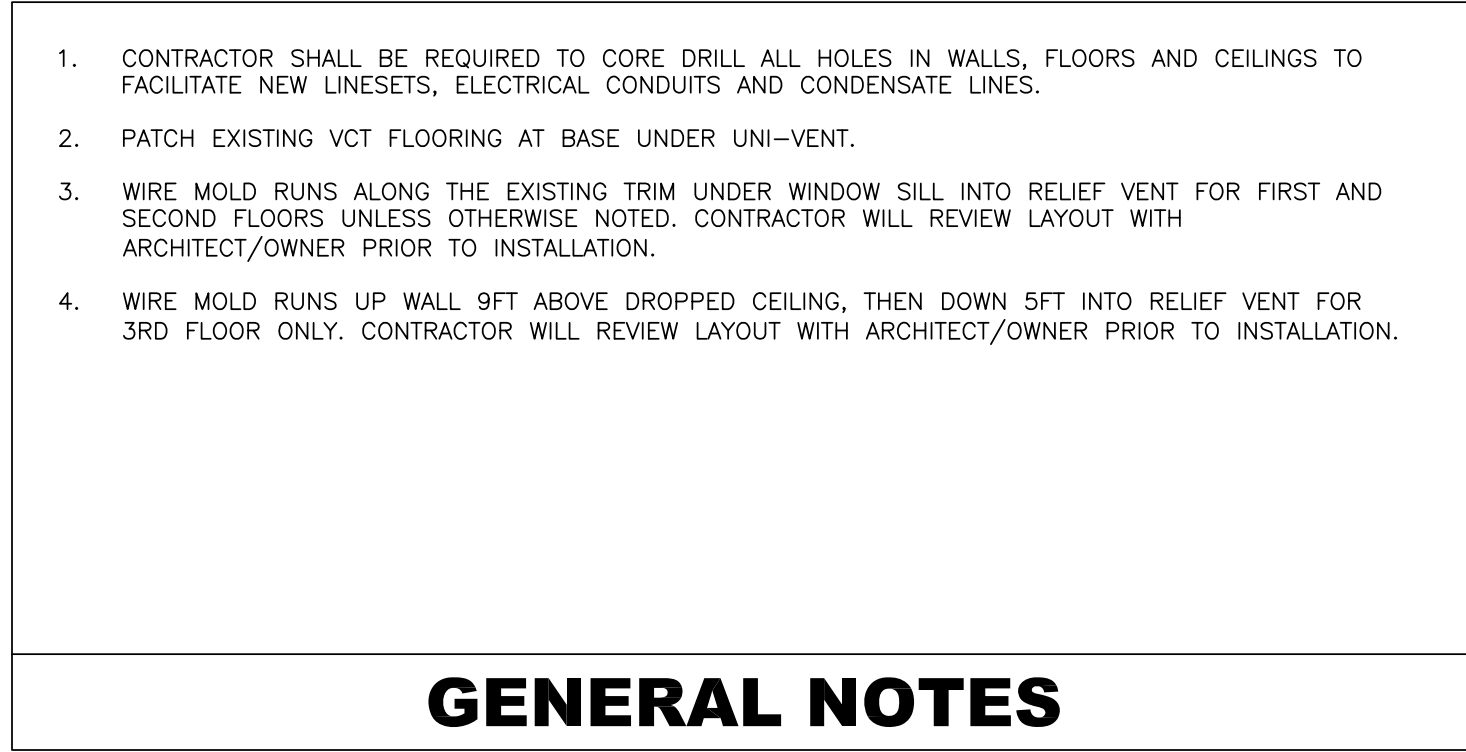 1. CONTRACTOR SHALL BE REQUIRED TO CORE DRILL ALL HOLES IN WALLS, FLOORS AND CEILINGS TO
FACILITATE NEW LINESETS, ELECTRICAL CONDUITS AND CONDENSATE LINES.
2. PATCH EXISTING VCT FLOORING AT BASE UNDER UNI–VENT.
3. WIRE MOLD RUNS ALONG THE EXISTING TRIM UNDER WINDOW SILL INTO RELIEF VENT FOR FIRST AND
SECOND FLOORS UNLESS OTHERWISE NOTED. CONTRACTOR WILL REVIEW LAYOUT WITH
ARCHITECT/OWNER PRIOR TO INSTALLATION.
4. WIRE MOLD RUNS UP WALL 9FT ABOVE DROPPED CEILING, THEN DOWN 5FT INTO RELIEF VENT FOR
3RD FLOOR ONLY. CONTRACTOR WILL REVIEW LAYOUT WITH ARCHITECT/OWNER PRIOR TO INSTALLATION.
GENERAL NOTES